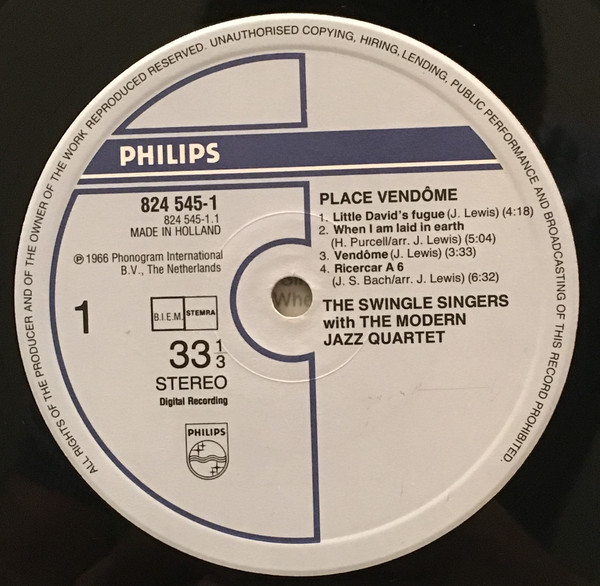 ALL RIGHTS OF THE PRODUCER AND OF THE OWNER OF THE WORK REPRODUCED RESERVED. UNAUTHORISED COPYING, HIRING, LENDING, PUBLIC PERFORMANCE AND BROADCASTING OF THIS RECORD PROHIBITED.
PHILIPS
824 545-1
824 545-1.1
MADE IN HOLLAND
℗ 1966 Phonogram International
B.V., The Netherlands
1
B.I.E.M. STEMRA
33 1/3
STEREO
Digital Recording
PHILIPS
PLACE VENDÔME
1. Little David's fugue (J. Lewis) (4:18)
2. When I am laid in earth
(H. Purcell/arr. J. Lewis) (5:04)
3. Vendôme (J. Lewis) (3:33)
4. Ricercar A 6
(J. S. Bach/arr. J. Lewis) (6:32)
THE SWINGLE SINGERS
with THE MODERN
JAZZ QUARTET